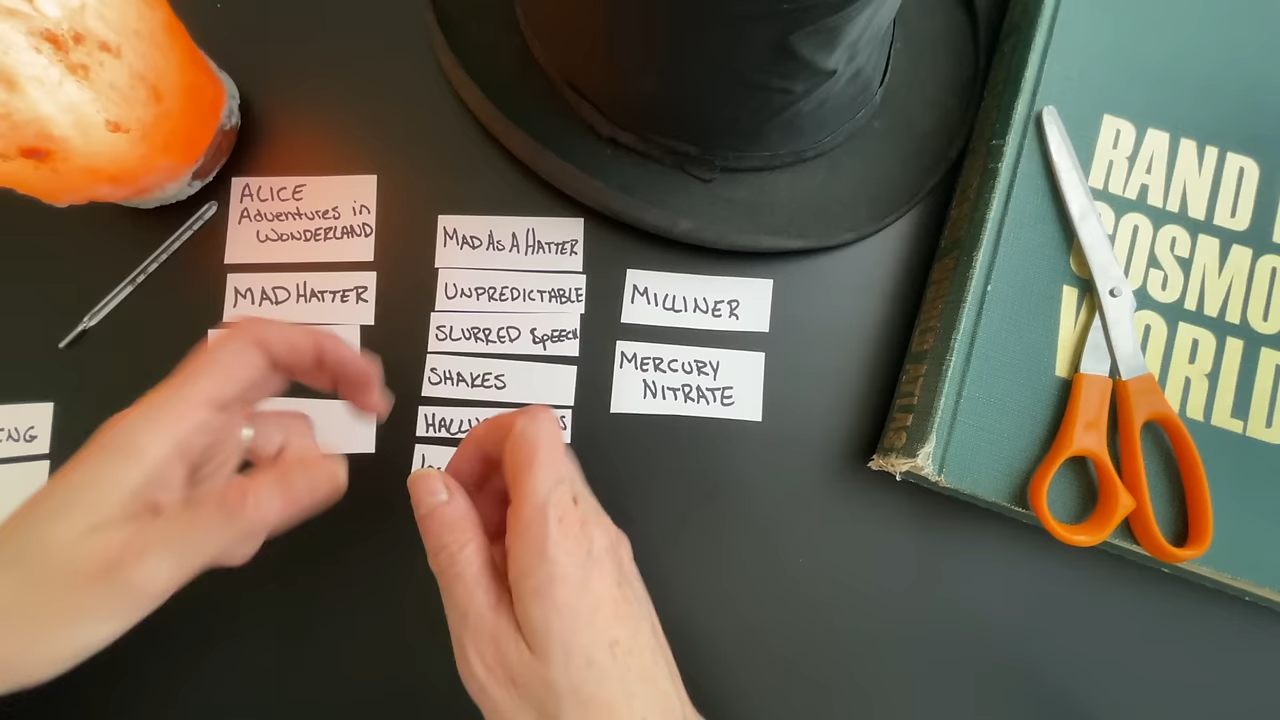 ALICE
Adventures in
WONDERLAND
MAD HATTER
MAD AS A HATTER
UNPREDICTABLE
SLURRED SpeecH
SHAKES
MILLINER
MERCURY
NITRATE
RAND
COSMO
WORLD